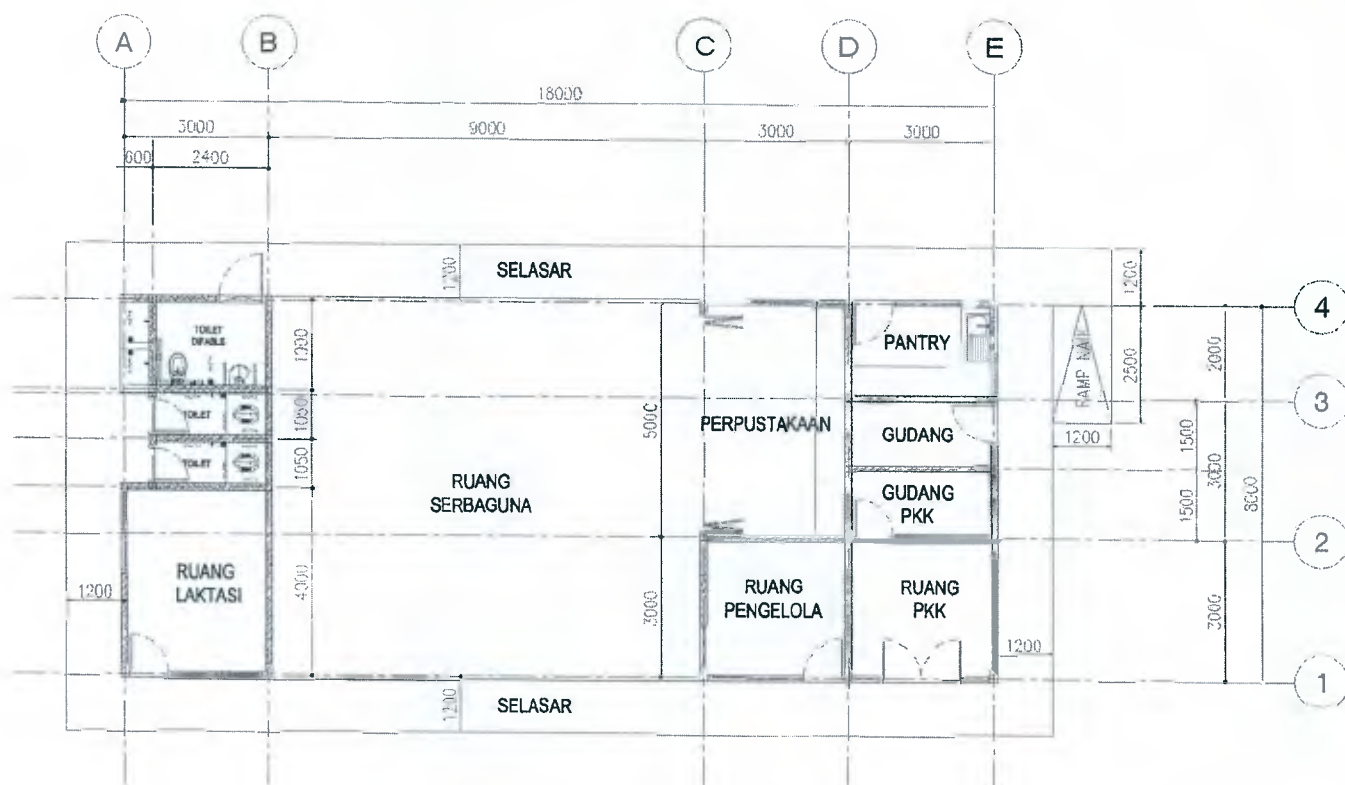 A
B
C
D
E
18000
3000
9000
3000
3000
600
2400
SELASAR
1200
1200
4
TOILET
DIFABLE
PANTRY
RAMP NAIK
2500
2000
3
TOILET
1050
PERPUSTAKAAN
GUDANG
1200
1500
TOILET
1050
RUANG
SERBAGUNA
GUDANG
PKK
1500
3000
8000
2
RUANG
LAKTASI
1200
4000
3000
RUANG
PENGELOLA
RUANG
PKK
1200
3000
1
SELASAR
1200